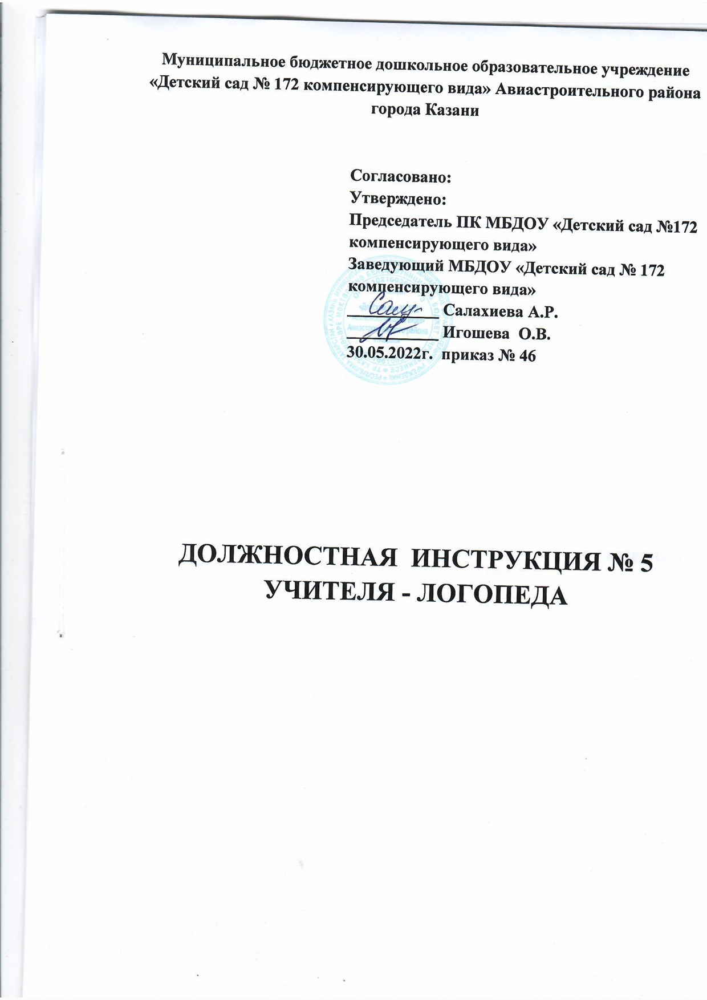 Муниципальное бюджетное дошкольное образовательное учреждение
«Детский сад № 172 компенсирующего вида» Авиастроительного района
города Казани
Согласовано:
Утверждено:
Председатель ПК МБДОУ «Детский сад №172
компенсирующего вида»
Заведующий МБДОУ «Детский сад № 172
компенсирующего вида»
____________ Салахиева А.Р.
____________ Игошева  О.В.
30.05.2022г.  приказ № 46
ДОЛЖНОСТНАЯ  ИНСТРУКЦИЯ № 5
УЧИТЕЛЯ - ЛОГОПЕДА